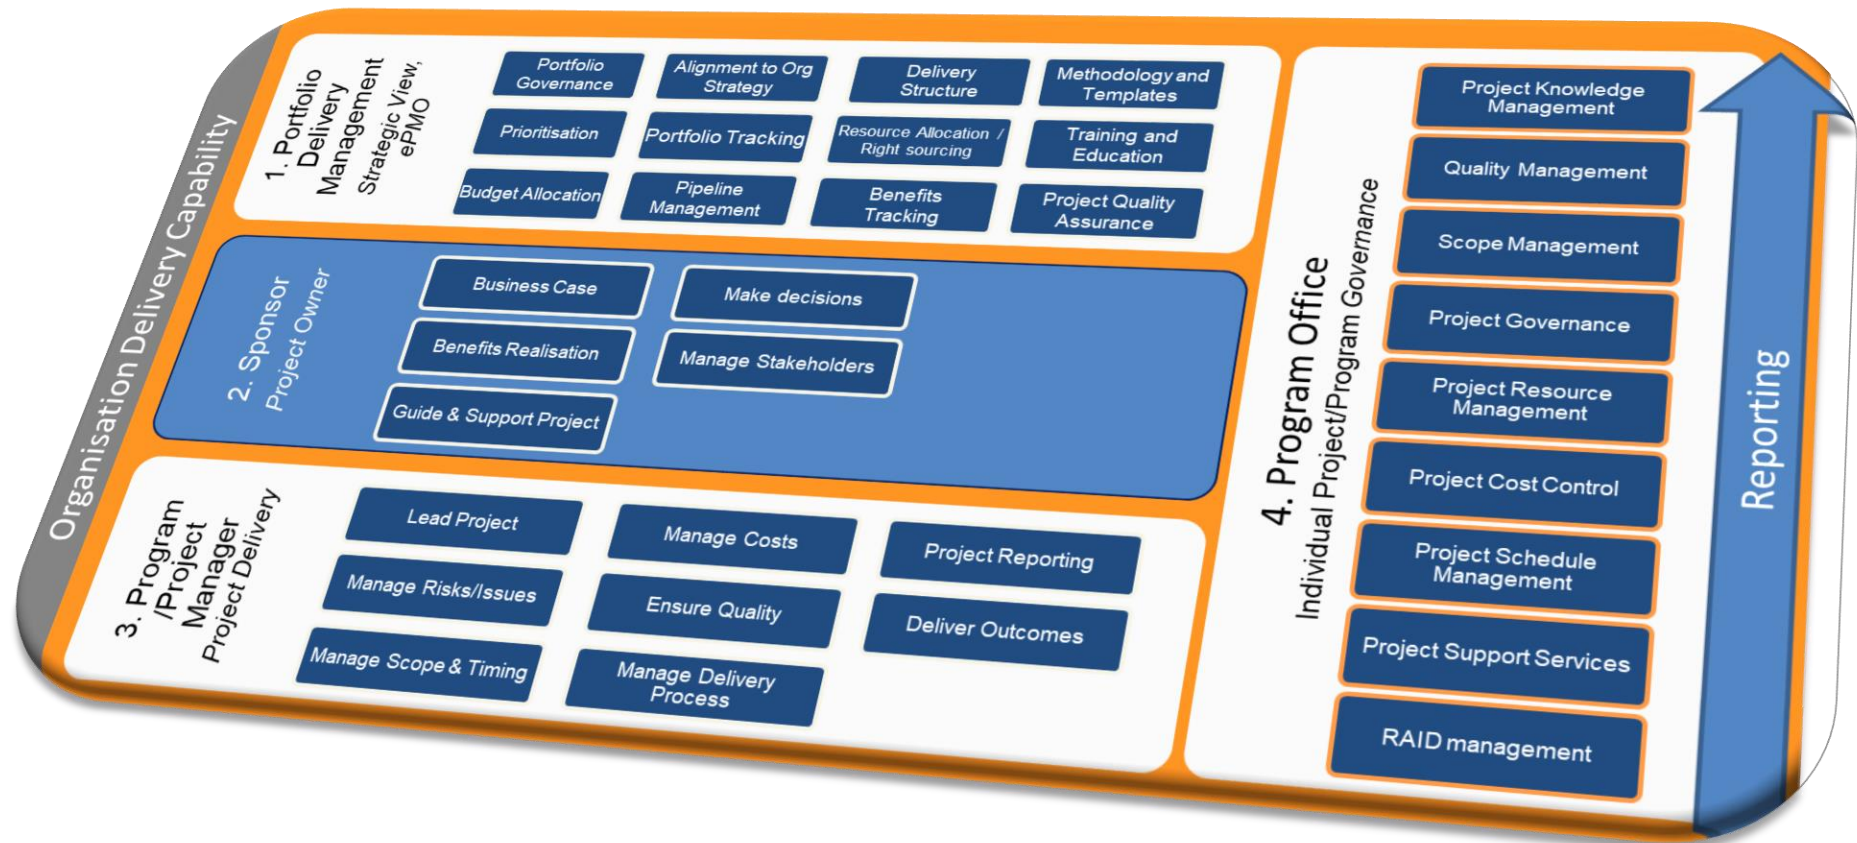 Organisation Delivery Capability
1. Portfolio
Delivery
Management
Strategic View,
ePMO
Portfolio
Governance
Alignment to Org
Strategy
Delivery
Structure
Methodology and
Templates
Prioritisation
Portfolio Tracking
Resource Allocation /
Right sourcing
Training and
Education
Budget Allocation
Pipeline
Management
Benefits
Tracking
Project Quality
Assurance
2. Sponsor
Project Owner
Business Case
Make decisions
Benefits Realisation
Manage Stakeholders
Guide & Support Project
3. Program
/Project
Manager
Project Delivery
Lead Project
Manage Costs
Project Reporting
Manage Risks/Issues
Ensure Quality
Deliver Outcomes
Manage Scope & Timing
Manage Delivery
Process
4. Program Office
Individual Project/Program Governance
Project Knowledge
Management
Quality Management
Scope Management
Project Governance
Project Resource
Management
Project Cost Control
Project Schedule
Management
Project Support Services
RAID management
Reporting